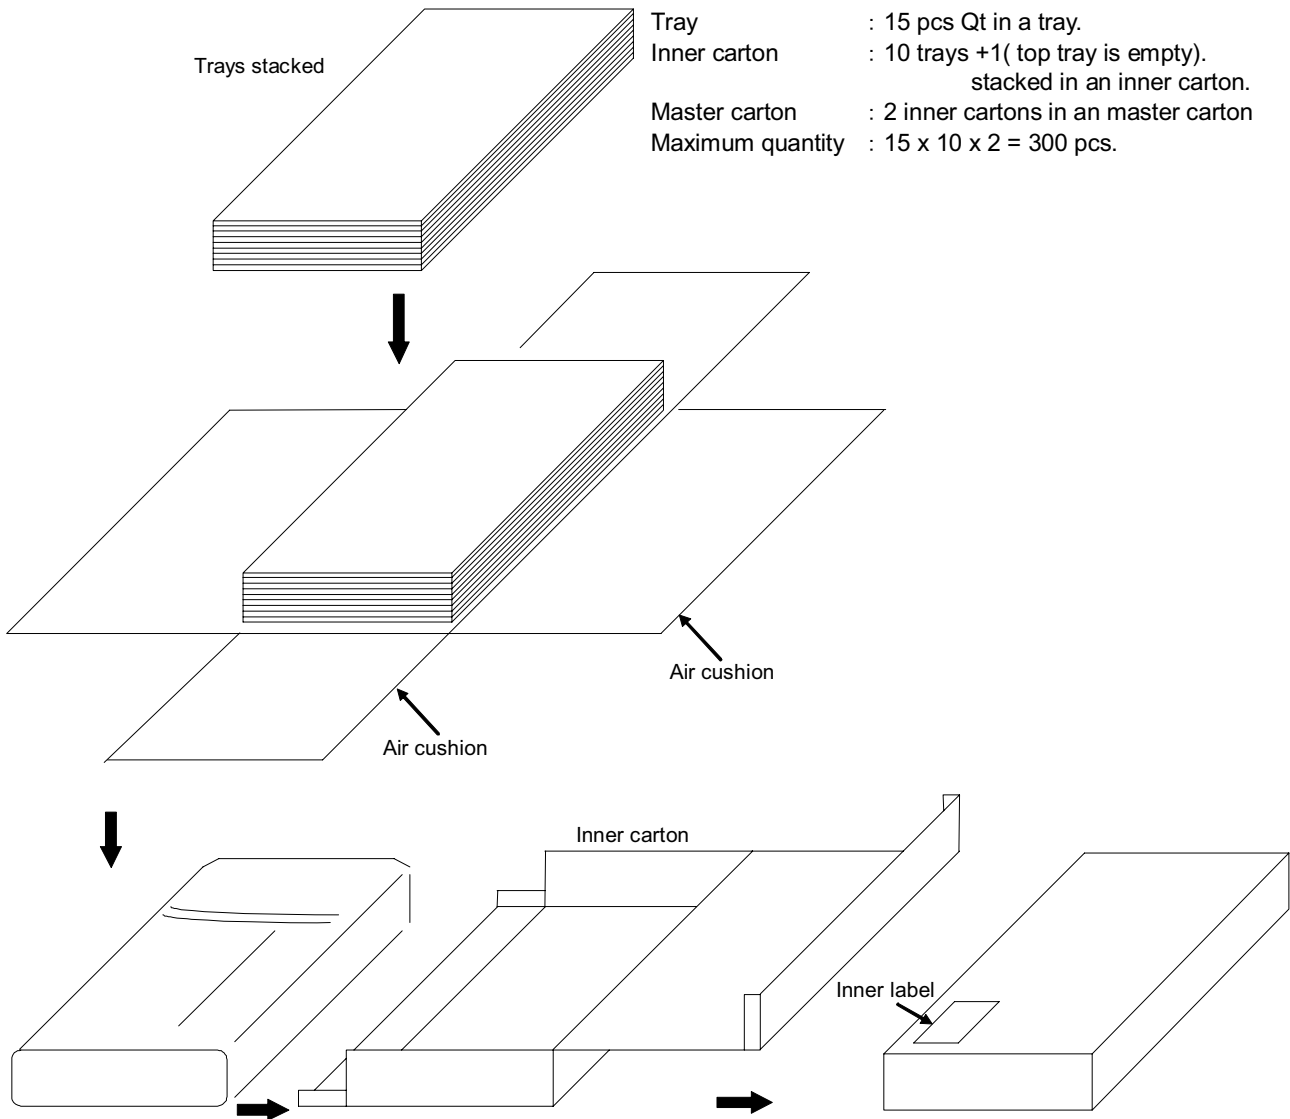 Trays stacked
Tray : 15 pcs Qt in a tray.
Inner carton : 10 trays +1( top tray is empty).
stacked in an inner carton.
Master carton : 2 inner cartons in an master carton
Maximum quantity : 15 x 10 x 2 = 300 pcs.
Air cushion
Air cushion
Inner carton
Inner label